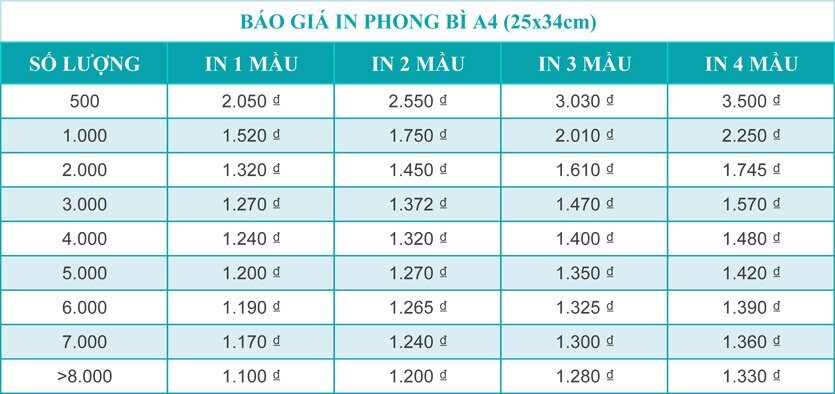 BÁO GIÁ IN PHONG BÌ A4 (25x34cm)
SỐ LƯỢNG IN 1 MẦU IN 2 MẦU IN 3 MẦU IN 4 MẦU
500 2.050 ₫ 2.550 ₫ 3.030 ₫ 3.500 ₫
1.000 1.520 ₫ 1.750 ₫ 2.010 ₫ 2.250 ₫
2.000 1.320 ₫ 1.450 ₫ 1.610 ₫ 1.745 ₫
3.000 1.270 ₫ 1.372 ₫ 1.470 ₫ 1.570 ₫
4.000 1.240 ₫ 1.320 ₫ 1.400 ₫ 1.480 ₫
5.000 1.200 ₫ 1.270 ₫ 1.350 ₫ 1.420 ₫
6.000 1.190 ₫ 1.265 ₫ 1.325 ₫ 1.390 ₫
7.000 1.170 ₫ 1.240 ₫ 1.300 ₫ 1.360 ₫
>8.000 1.100 ₫ 1.200 ₫ 1.280 ₫ 1.330 ₫